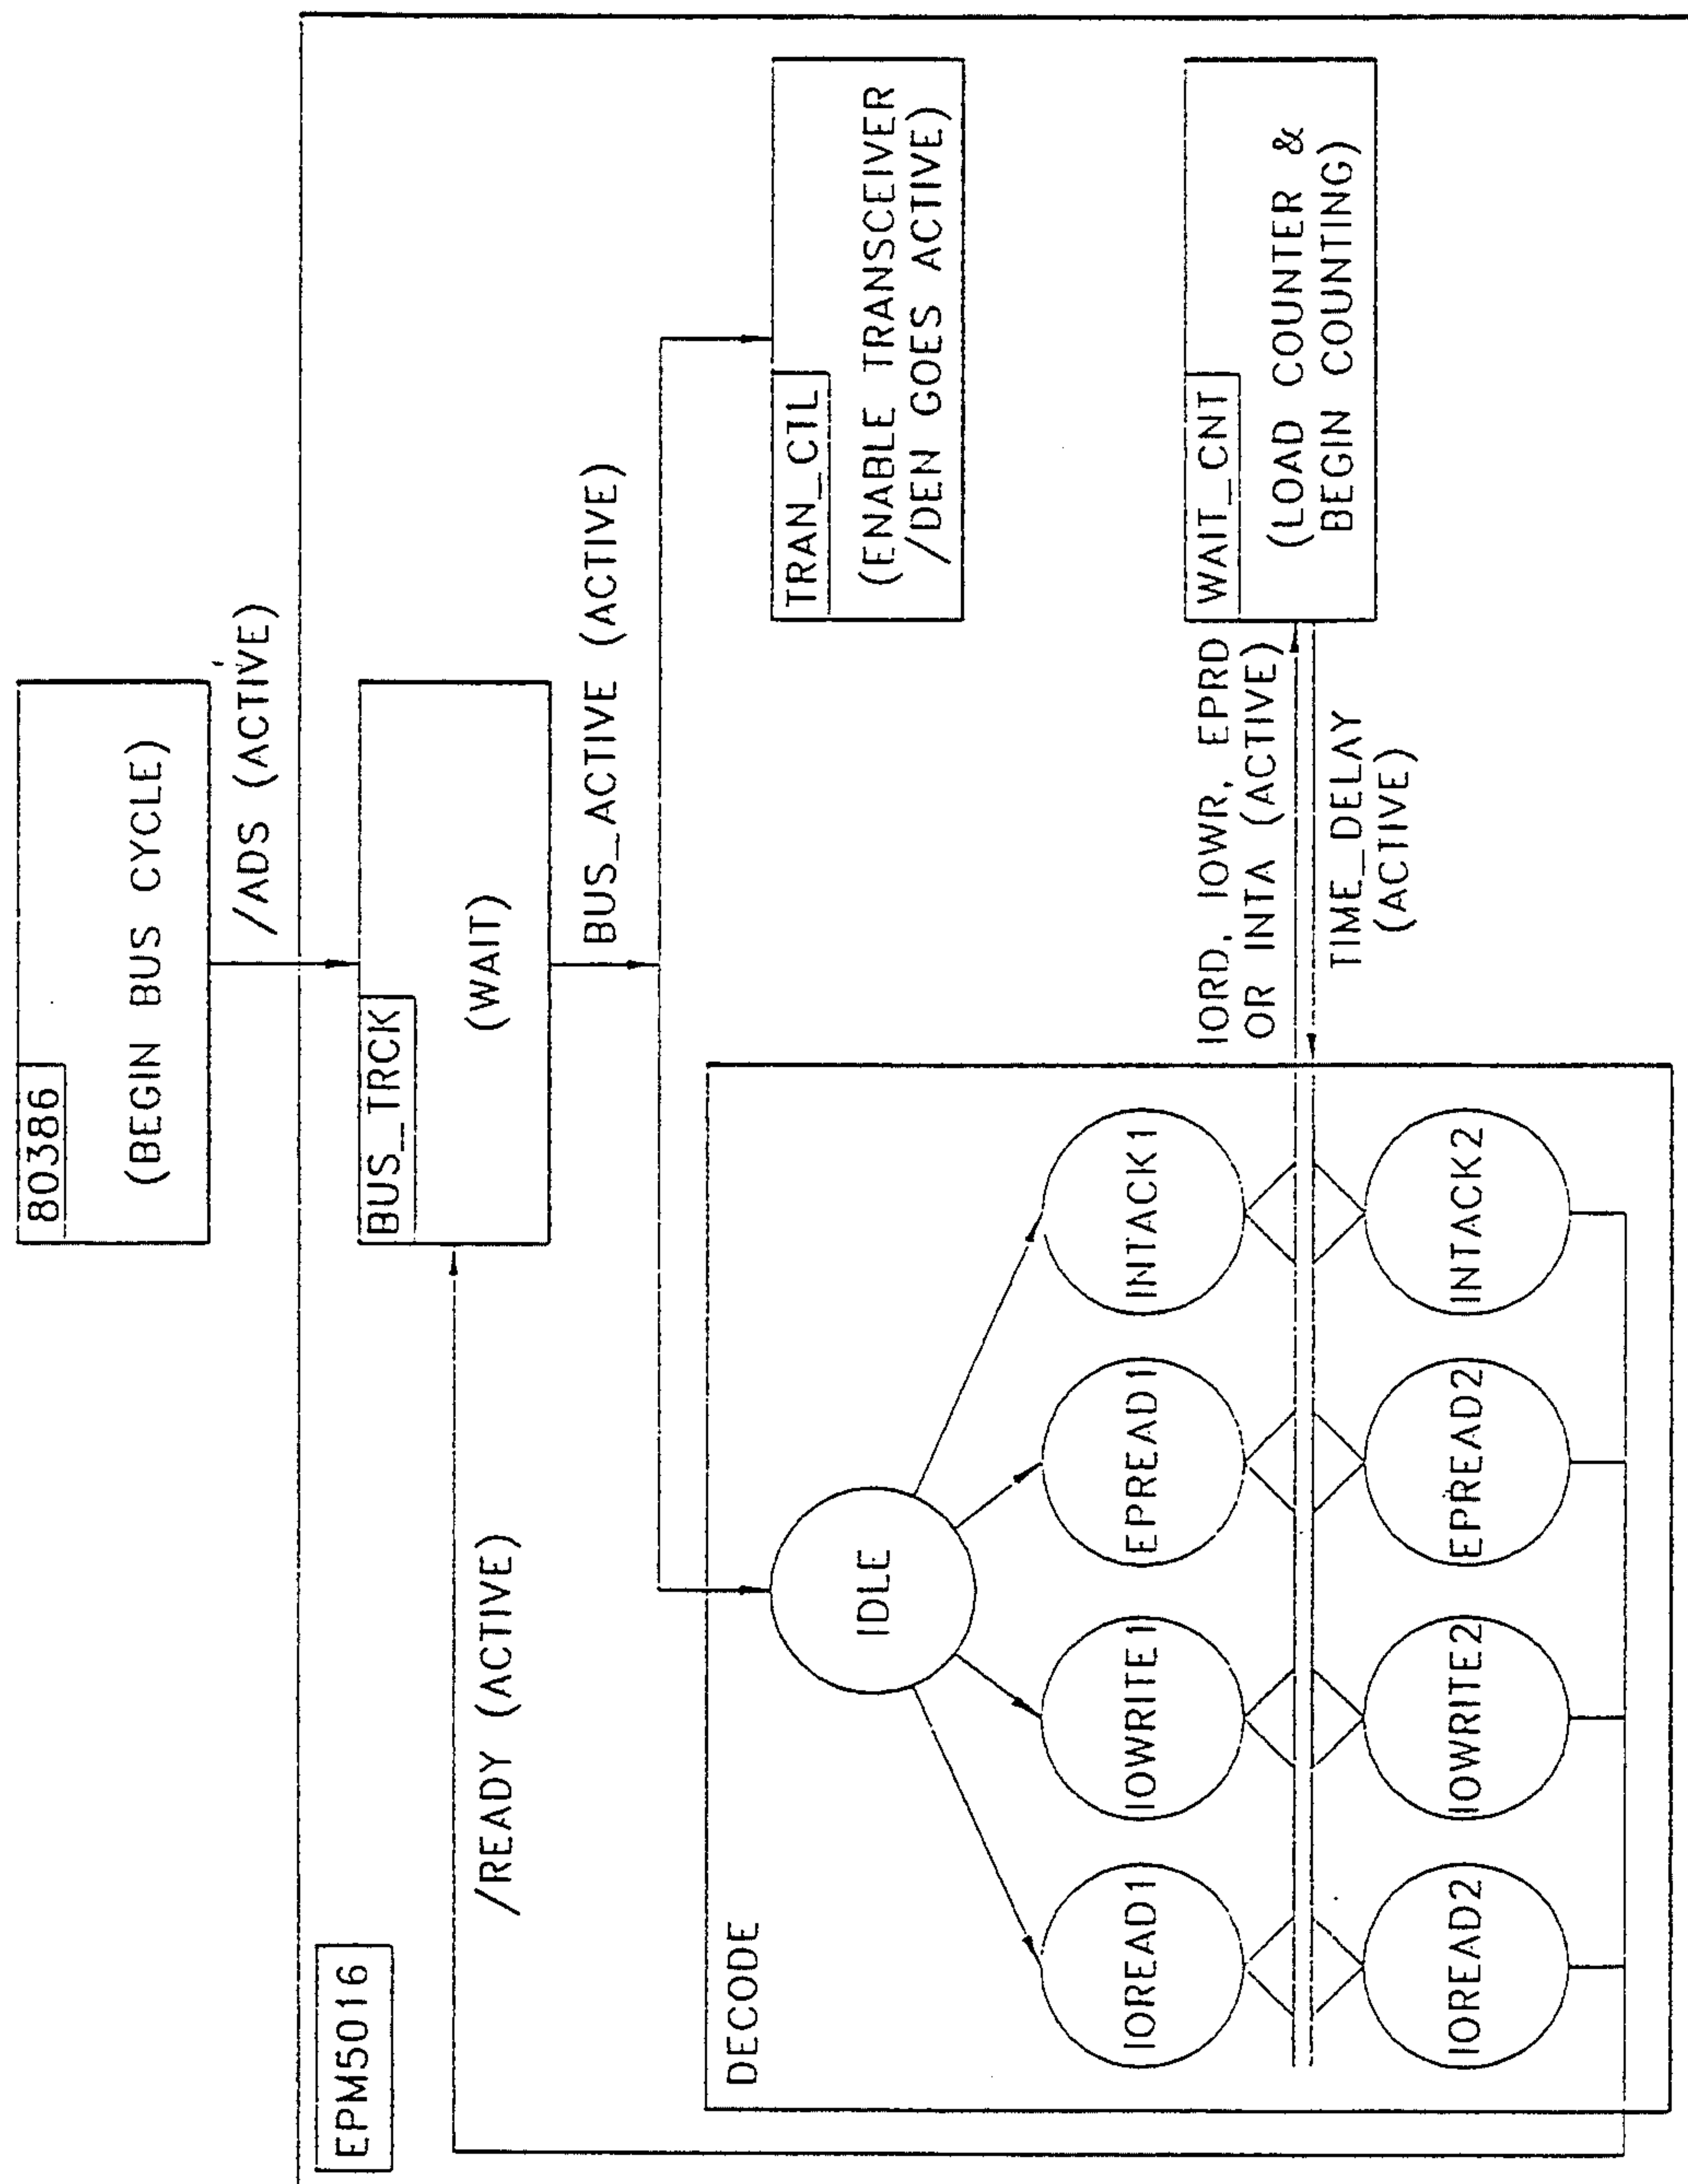 80386
(BEGIN BUS CYCLE)
/ADS (ACTIVE)
EPM5016
BUS_TRCK
(WAIT)
/READY (ACTIVE)
BUS_ACTIVE (ACTIVE)
DECODE
IDLE
TRAN_CTL
(ENABLE TRANSCEIVER
/DEN GOES ACTIVE)
IOREAD1
IOWRITE1
EPREAD1
INTACK1
IORD, IOWR, EPRD
OR INTA (ACTIVE)
TIME_DELAY
(ACTIVE)
WAIT_CNT
(LOAD COUNTER &
BEGIN COUNTING)
IOREAD2
IOWRITE2
EPREAD2
INTACK2